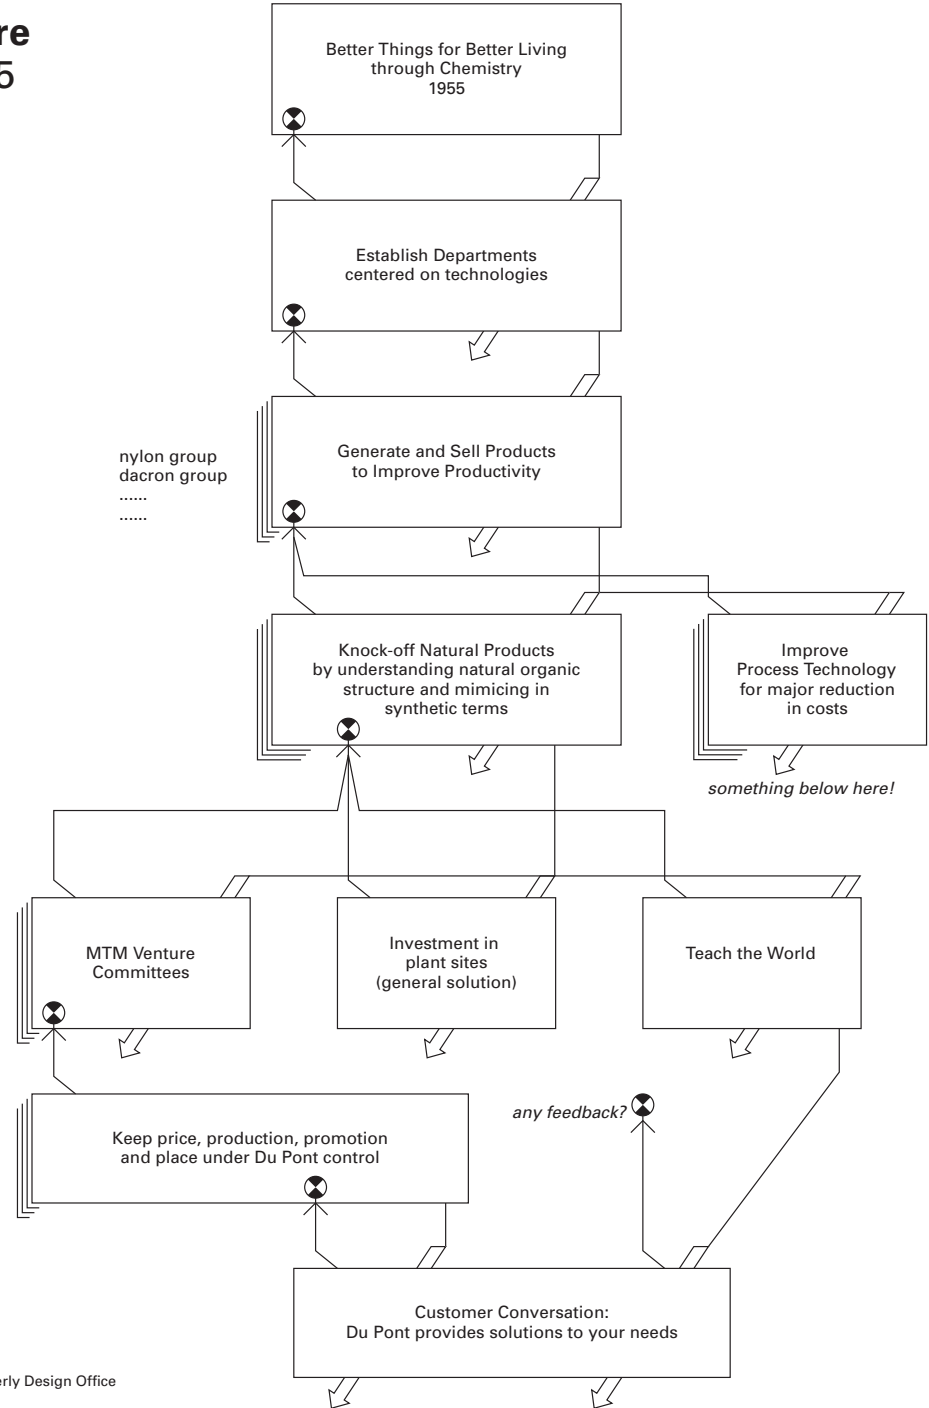 re
5
Better Things for Better Living
through Chemistry
1955
Establish Departments
centered on technologies
nylon group
dacron group
......
......
Generate and Sell Products
to Improve Productivity
Knock-off Natural Products
by understanding natural organic
structure and mimicing in
synthetic terms
Improve
Process Technology
for major reduction
in costs
something below here!
MTM Venture
Committees
Investment in
plant sites
(general solution)
Teach the World
any feedback?
Keep price, production, promotion
and place under Du Pont control
Customer Conversation:
Du Pont provides solutions to your needs
erly Design Office